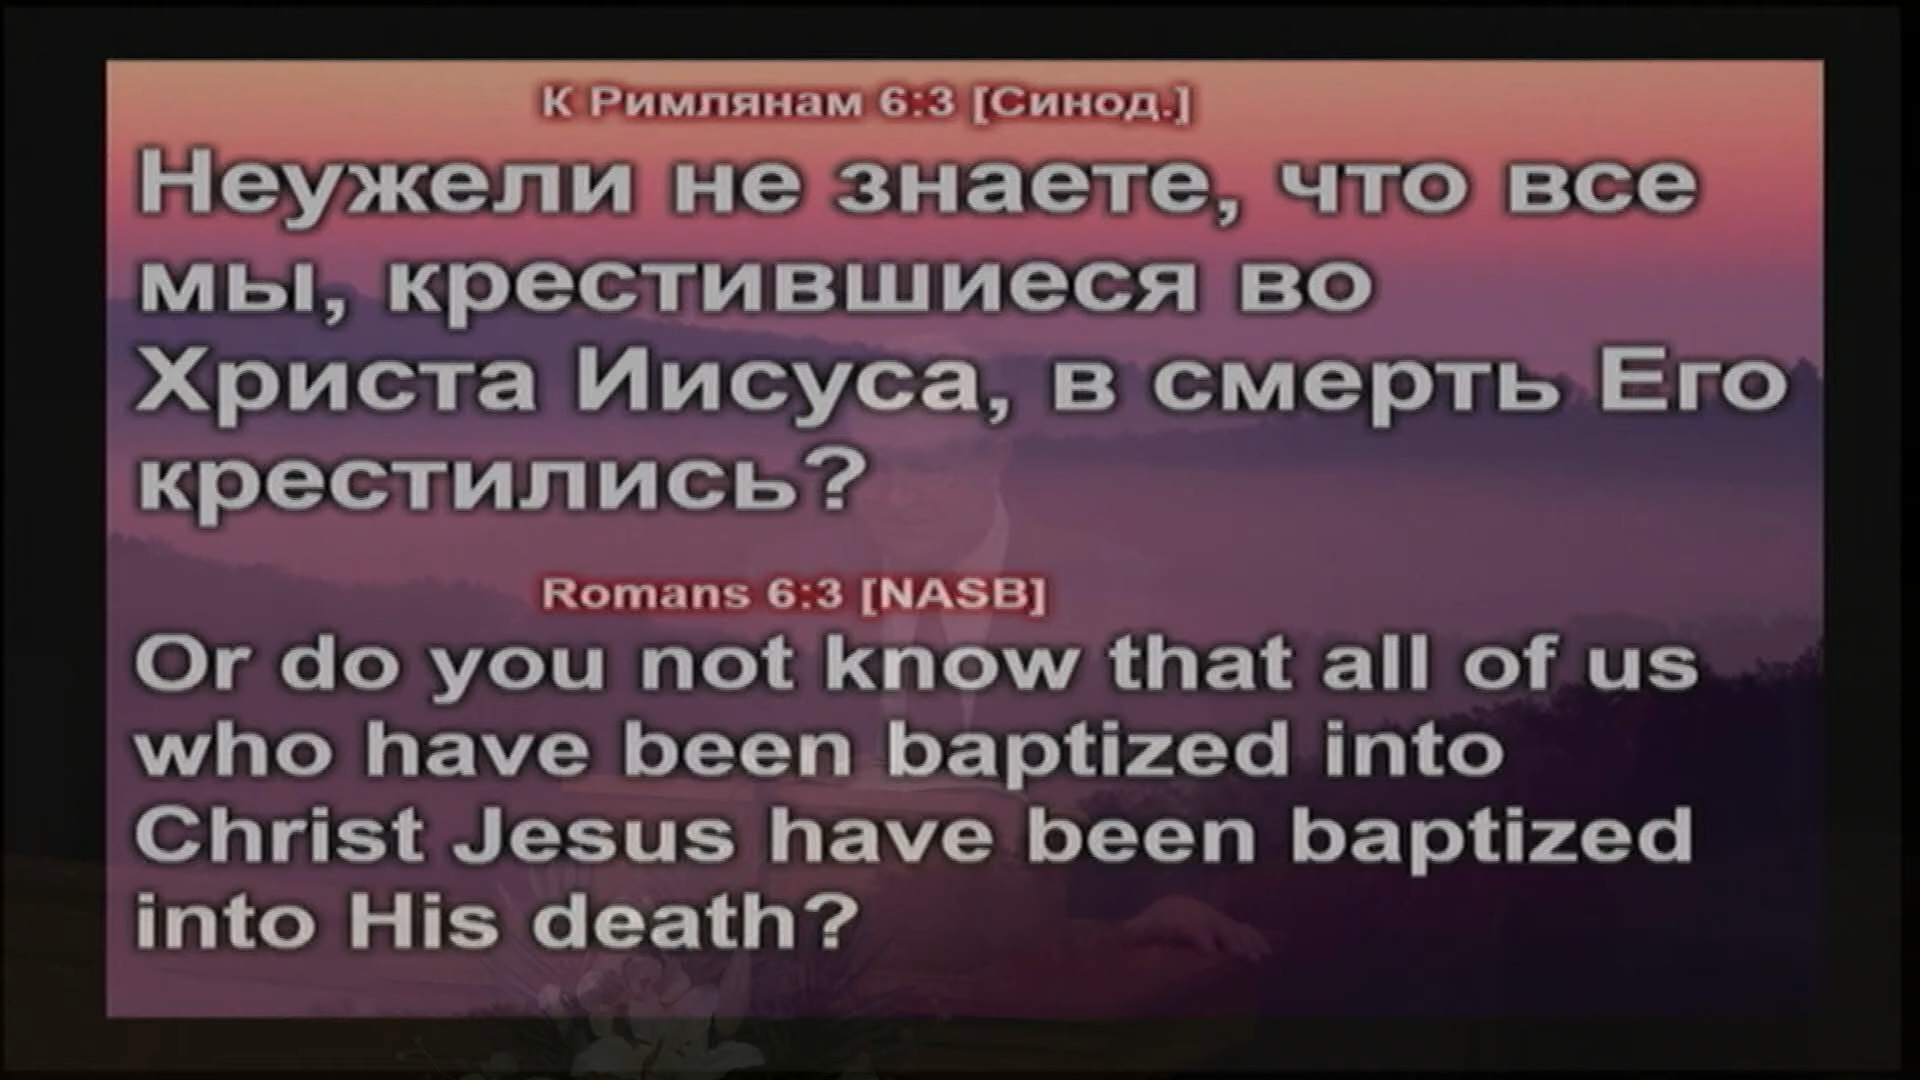 К Римлянам 6:3 [Синод.]
Неужели не знаете, что все
мы, крестившиеся во
Христа Иисуса, в смерть Его
крестились?
Romans 6:3 [NASB]
Or do you not know that all of us
who have been baptized into
Christ Jesus have been baptized
into His death?